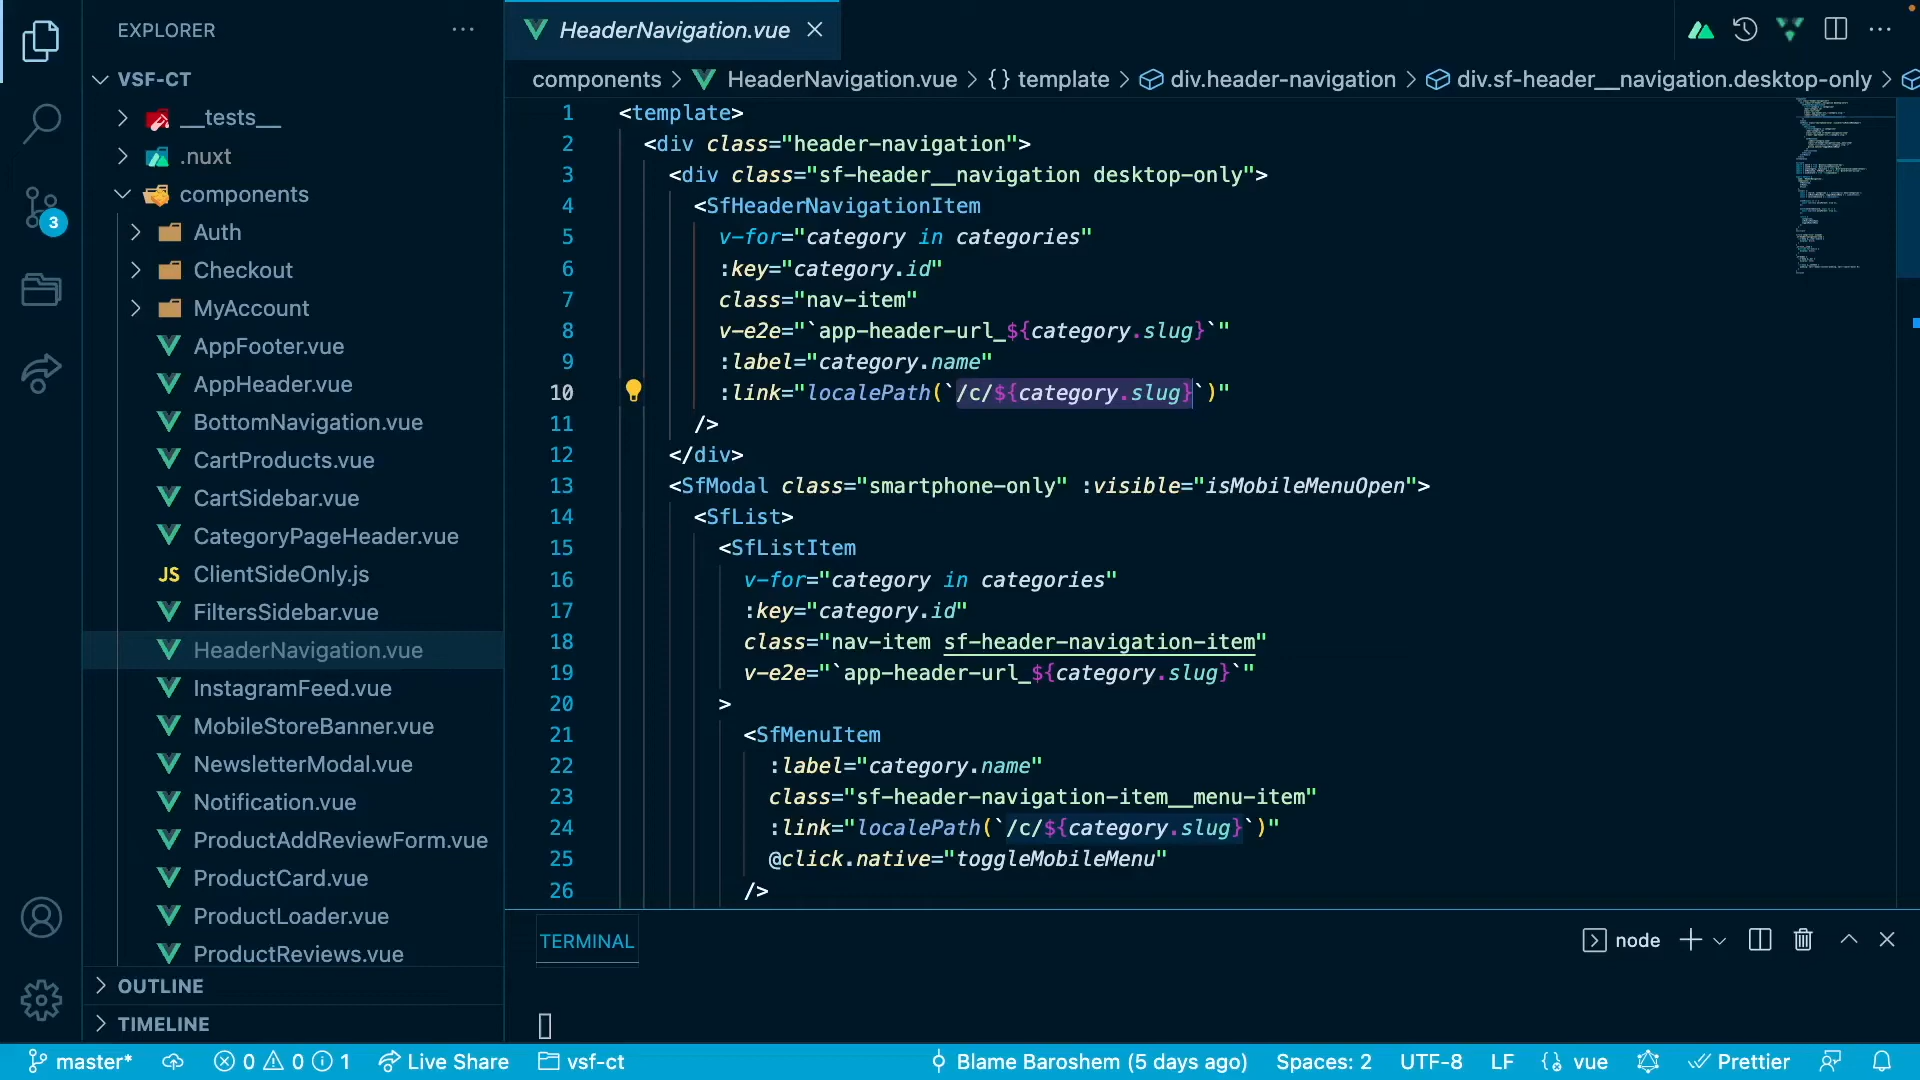 EXPLORER
VSF-CT
__tests__
.nuxt
components
Auth
Checkout
MyAccount
AppFooter.vue
AppHeader.vue
BottomNavigation.vue
CartProducts.vue
CartSidebar.vue
CategoryPageHeader.vue
JS ClientSideOnly.js
FiltersSidebar.vue
HeaderNavigation.vue
InstagramFeed.vue
MobileStoreBanner.vue
NewsletterModal.vue
Notification.vue
ProductAddReviewForm.vue
ProductCard.vue
ProductLoader.vue
ProductReviews.vue
OUTLINE
TIMELINE
3
HeaderNavigation.vue
components > HeaderNavigation.vue > {} template > div.header-navigation > div.sf-header__navigation.desktop-only >
1 <template>
2 <div class="header-navigation">
3 <div class="sf-header__navigation desktop-only">
4 <SfHeaderNavigationItem
5 v-for="category in categories"
6 :key="category.id"
7 class="nav-item"
8 v-e2e="`app-header-url_${category.slug}`"
9 :label="category.name"
10 :link="localePath(`/c/${category.slug}`)"
11 />
12 </div>
13 <SfModal class="smartphone-only" :visible="isMobileMenuOpen">
14 <SfList>
15 <SfListItem
16 v-for="category in categories"
17 :key="category.id"
18 class="nav-item sf-header-navigation-item"
19 v-e2e="`app-header-url_${category.slug}`"
20 >
21 <SfMenuItem
22 :label="category.name"
23 class="sf-header-navigation-item__menu-item"
24 :link="localePath(`/c/${category.slug}`)"
25 @click.native="toggleMobileMenu"
26 />
TERMINAL
node
master* 0 0 1 Live Share vsf-ct Blame Baroshem (5 days ago) Spaces: 2 UTF-8 LF vue Prettier